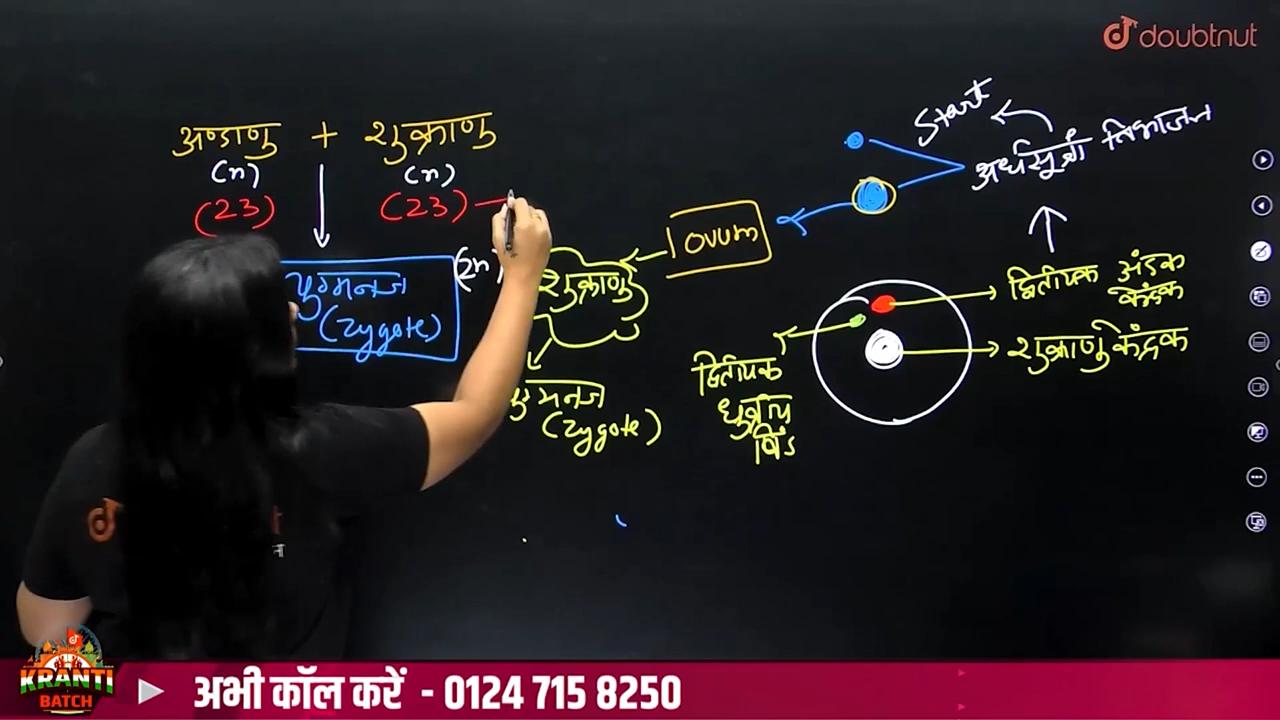 doubtnut
अण्डाणु + शुक्राणु
(n) (n)
(23) (23)
युग्मनज
(zygote)
(2n)
शुक्राणु
1 ovum
युग्मनज
(zygote)
Start
अर्धसूत्री विभाजन
द्वितीयक अंडक
केंद्रक
शुक्राणु केंद्रक
द्वितीयक
ध्रुवीय
पिंड
KRANTI
BATCH
अभी कॉल करें - 0124 715 8250